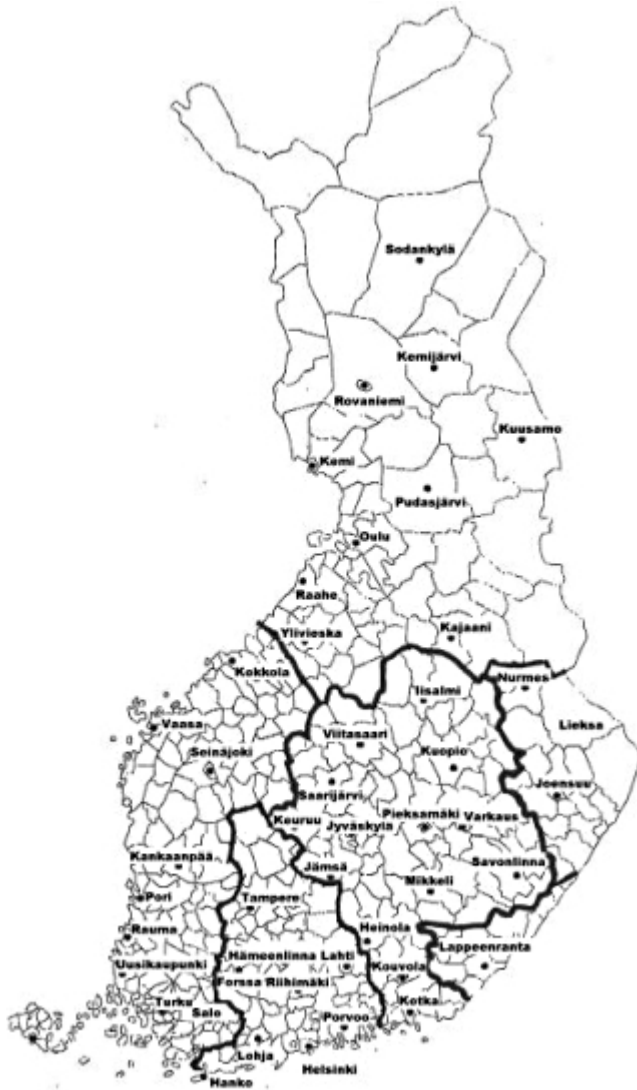 Sodankylä
Kemijärvi
Rovaniemi
Kuusamo
Kemi
Pudasjärvi
Oulu
Raahe
Ylivieska
Kajaani
Kokkola
Nurmes
Iisalmi
Vaasa
Lieksa
Viitasaari
Seinäjoki
Kuopio
Saarijärvi
Joensuu
Keuruu
Jyväskylä
Pieksamäki
Varkaus
Kankaanpää
Jämsä
Savonlinna
Mikkeli
Pori
Tampere
Rauma
Heinola
Lappeenranta
Hämeenlinna Lahti
Uusikaupunki
Forssa Riihimäki
Kouvola
Turku
Salo
Kotka
Porvoo
Lohja
Helsinki
Hanko